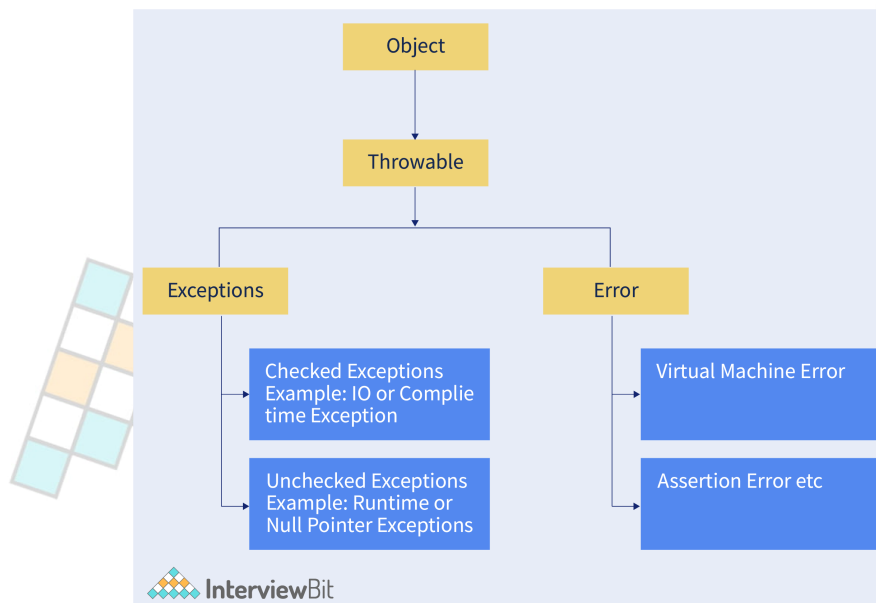 Object
Throwable
Exceptions
Error
Checked Exceptions
Example: IO or Complie
time Exception
Virtual Machine Error
Unchecked Exceptions
Example: Runtime or
Null Pointer Exceptions
Assertion Error etc
InterviewBit